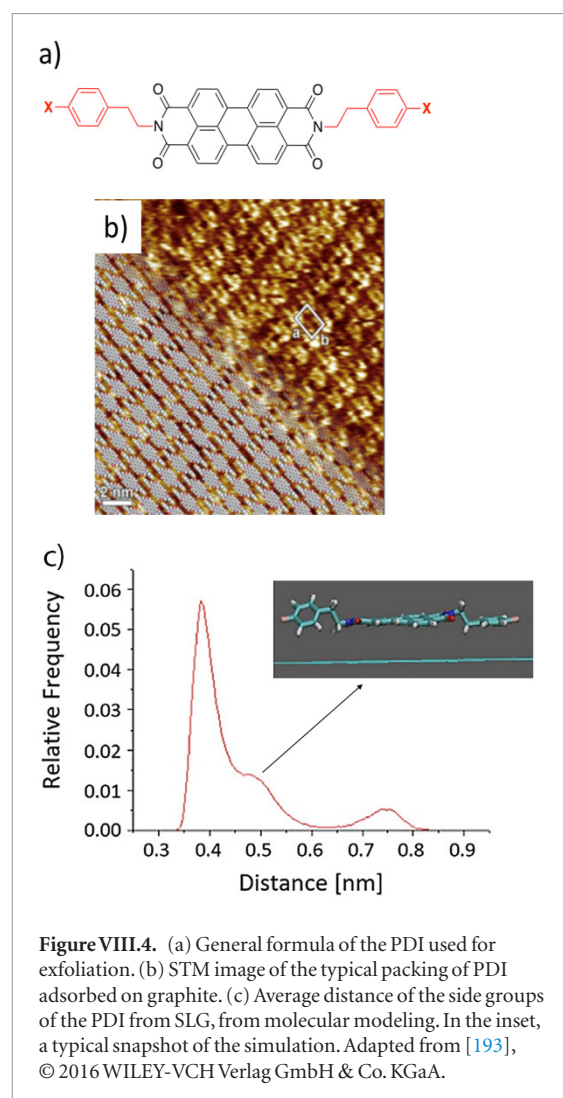 a)
X
O
O
N
N
O
O
X
b)
a
b
2 nm
c)
0.06
0.05
0.04
0.03
0.02
0.01
0.00
Relative Frequency
0.3 0.4 0.5 0.6 0.7 0.8 0.9
Distance [nm]
Figure VIII.4. (a) General formula of the PDI used for
exfoliation. (b) STM image of the typical packing of PDI
adsorbed on graphite. (c) Average distance of the side groups
of the PDI from SLG, from molecular modeling. In the inset,
a typical snapshot of the simulation. Adapted from [193],
© 2016 WILEY-VCH Verlag GmbH & Co. KGaA.